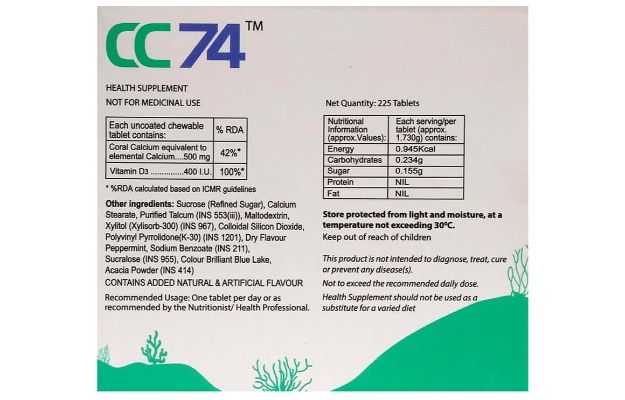 CC 74™
HEALTH SUPPLEMENT
NOT FOR MEDICINAL USE
Each uncoated chewable
tablet contains:
% RDA
Coral Calcium equivalent to
elemental Calcium....500 mg
42%*
Vitamin D3 ...............400 I.U.
100%*
* %RDA calculated based on ICMR guidelines
Other ingredients: Sucrose (Refined Sugar), Calcium
Stearate, Purified Talcum (INS 553(iii)), Maltodextrin,
Xylitol (Xylisorb-300) (INS 967), Colloidal Silicon Dioxide,
Polyvinyl Pyrrolidone(K-30) (INS 1201), Dry Flavour
Peppermint, Sodium Benzoate (INS 211),
Sucralose (INS 955), Colour Brilliant Blue Lake,
Acacia Powder (INS 414)
CONTAINS ADDED NATURAL & ARTIFICIAL FLAVOUR
Recommended Usage: One tablet per day or as
recommended by the Nutritionist/ Health Professional.
Net Quantity: 225 Tablets
Nutritional
Information
(approx.Values):
Each serving/per
tablet (approx.
1.730g) contains:
Energy 0.945Kcal
Carbohydrates 0.234g
Sugar 0.155g
Protein NIL
Fat NIL
Store protected from light and moisture, at a
temperature not exceeding 30⁰C.
Keep out of reach of children
This product is not intended to diagnose, treat, cure
or prevent any disease(s).
Not to exceed the recommended daily dose.
Health Supplement should not be used as a
substitute for a varied diet